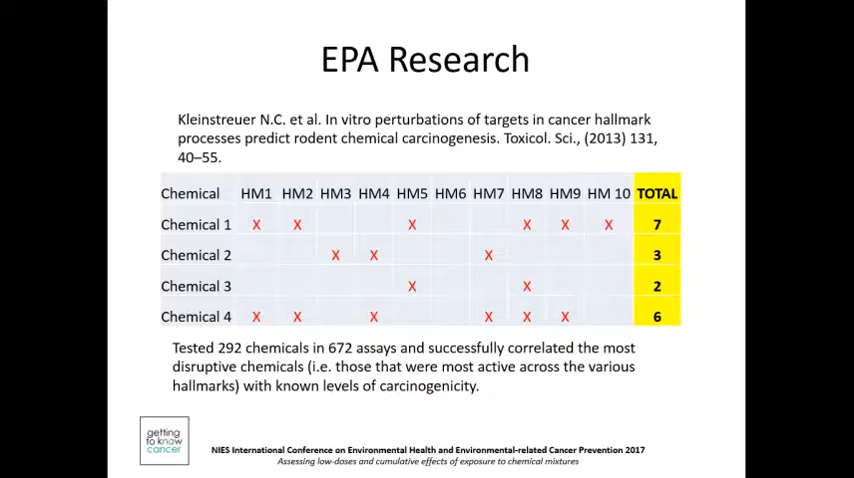 EPA Research
Kleinstreuer N.C. et al. In vitro perturbations of targets in cancer hallmark
processes predict rodent chemical carcinogenesis. Toxicol. Sci., (2013) 131,
40–55.
Chemical HM1 HM2 HM3 HM4 HM5 HM6 HM7 HM8 HM9 HM 10 TOTAL
Chemical 1 X X X X X X 7
Chemical 2 X X X 3
Chemical 3 X X 2
Chemical 4 X X X X X X 6
Tested 292 chemicals in 672 assays and successfully correlated the most
disruptive chemicals (i.e. those that were most active across the various
hallmarks) with known levels of carcinogenicity.
getting
to know
cancer
NIES International Conference on Environmental Health and Environmental-related Cancer Prevention 2017
Assessing low-doses and cumulative effects of exposure to chemical mixtures